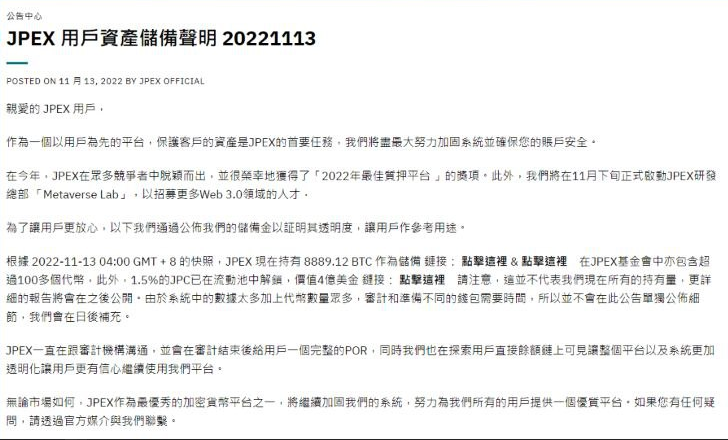 公告中心
JPEX 用戶資產儲備聲明 20221113
POSTED ON 11 月 13, 2022 BY JPEX OFFICIAL
親愛的 JPEX 用戶，
作為一個以用戶為先的平台，保護客戶的資產是JPEX的首要任務，我們將盡最大努力加固系統並確保您的賬戶安全。
在今年，JPEX在眾多競爭者中脫穎而出，並很榮幸地獲得了「2022年最佳質押平台」的獎項。此外，我們將在11月下旬正式啟動JPEX研發
總部「Metaverse Lab」，以招募更多Web 3.0領域的人才．
為了讓用戶更放心，以下我們通過公佈我們的儲備金以証明其透明度，讓用戶作參考用途。
根據 2022-11-13 04:00 GMT + 8 的快照，JPEX 現在持有 8889.12 BTC 作為儲備 鏈接： 點擊這裡 & 點擊這裡　在JPEX基金會中亦包含超
過100多個代幣，此外，1.5%的JPC已在流動池中解鎖，價值4億美金 鏈接： 點擊這裡　請注意，這並不代表我們現在所有的持有量，更詳
細的報告將會在之後公開。由於系統中的數據太多加上代幣數量眾多，審計和準備不同的錢包需要時間，所以並不會在此公告單獨公佈細
節，我們會在日後補充。
JPEX一直在跟審計機構溝通，並會在審計結束後給用戶一個完整的POR，同時我們也在探索用戶直接餘額鏈上可見讓整個平台以及系統更加
透明化讓用戶更有信心繼續使用我們平台。
無論市場如何，JPEX作為最優秀的加密貨幣平台之一，將繼續加固我們的系統，努力為我們所有的用戶提供一個優質平台。如果您有任何疑
問，請透過官方媒介與我們聯繫。